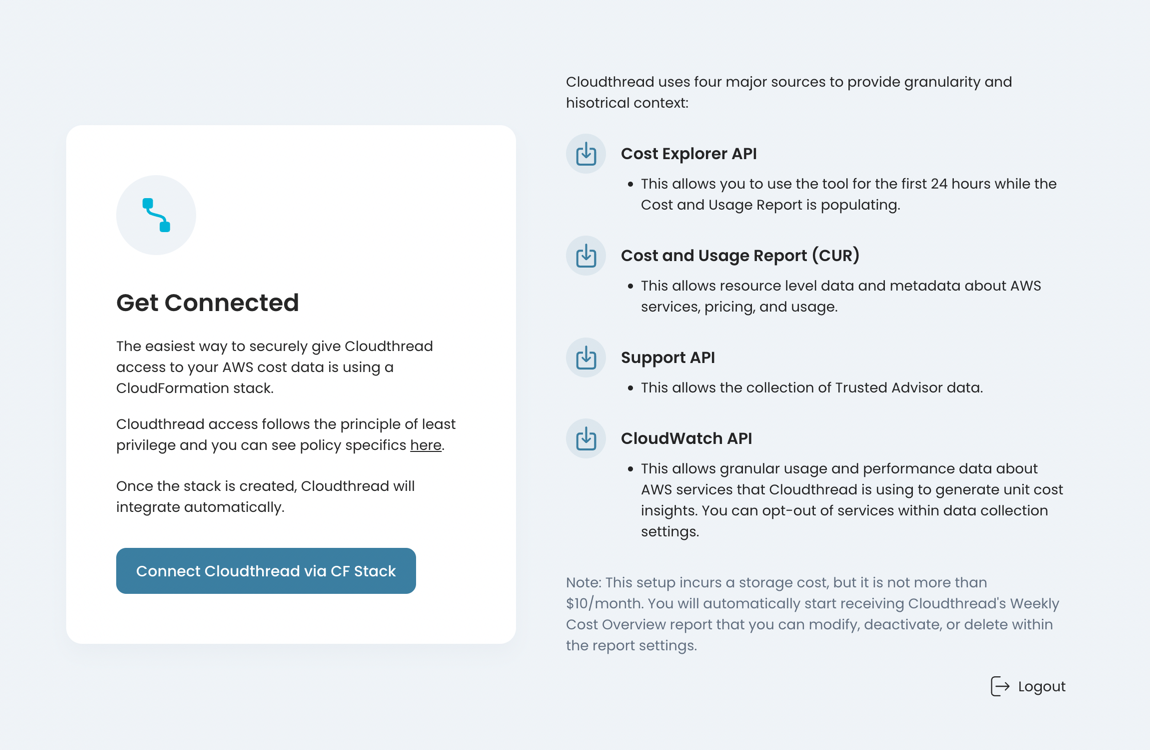 Get Connected
The easiest way to securely give Cloudthread
access to your AWS cost data is using a
CloudFormation stack.
Cloudthread access follows the principle of least
privilege and you can see policy specifics here.
Once the stack is created, Cloudthread will
integrate automatically.
Connect Cloudthread via CF Stack
Cloudthread uses four major sources to provide granularity and
hisotrical context:
Cost Explorer API
• This allows you to use the tool for the first 24 hours while the
Cost and Usage Report is populating.
Cost and Usage Report (CUR)
• This allows resource level data and metadata about AWS
services, pricing, and usage.
Support API
• This allows the collection of Trusted Advisor data.
CloudWatch API
• This allows granular usage and performance data about
AWS services that Cloudthread is using to generate unit cost
insights. You can opt-out of services within data collection
settings.
Note: This setup incurs a storage cost, but it is not more than
$10/month. You will automatically start receiving Cloudthread's Weekly
Cost Overview report that you can modify, deactivate, or delete within
the report settings.
Logout